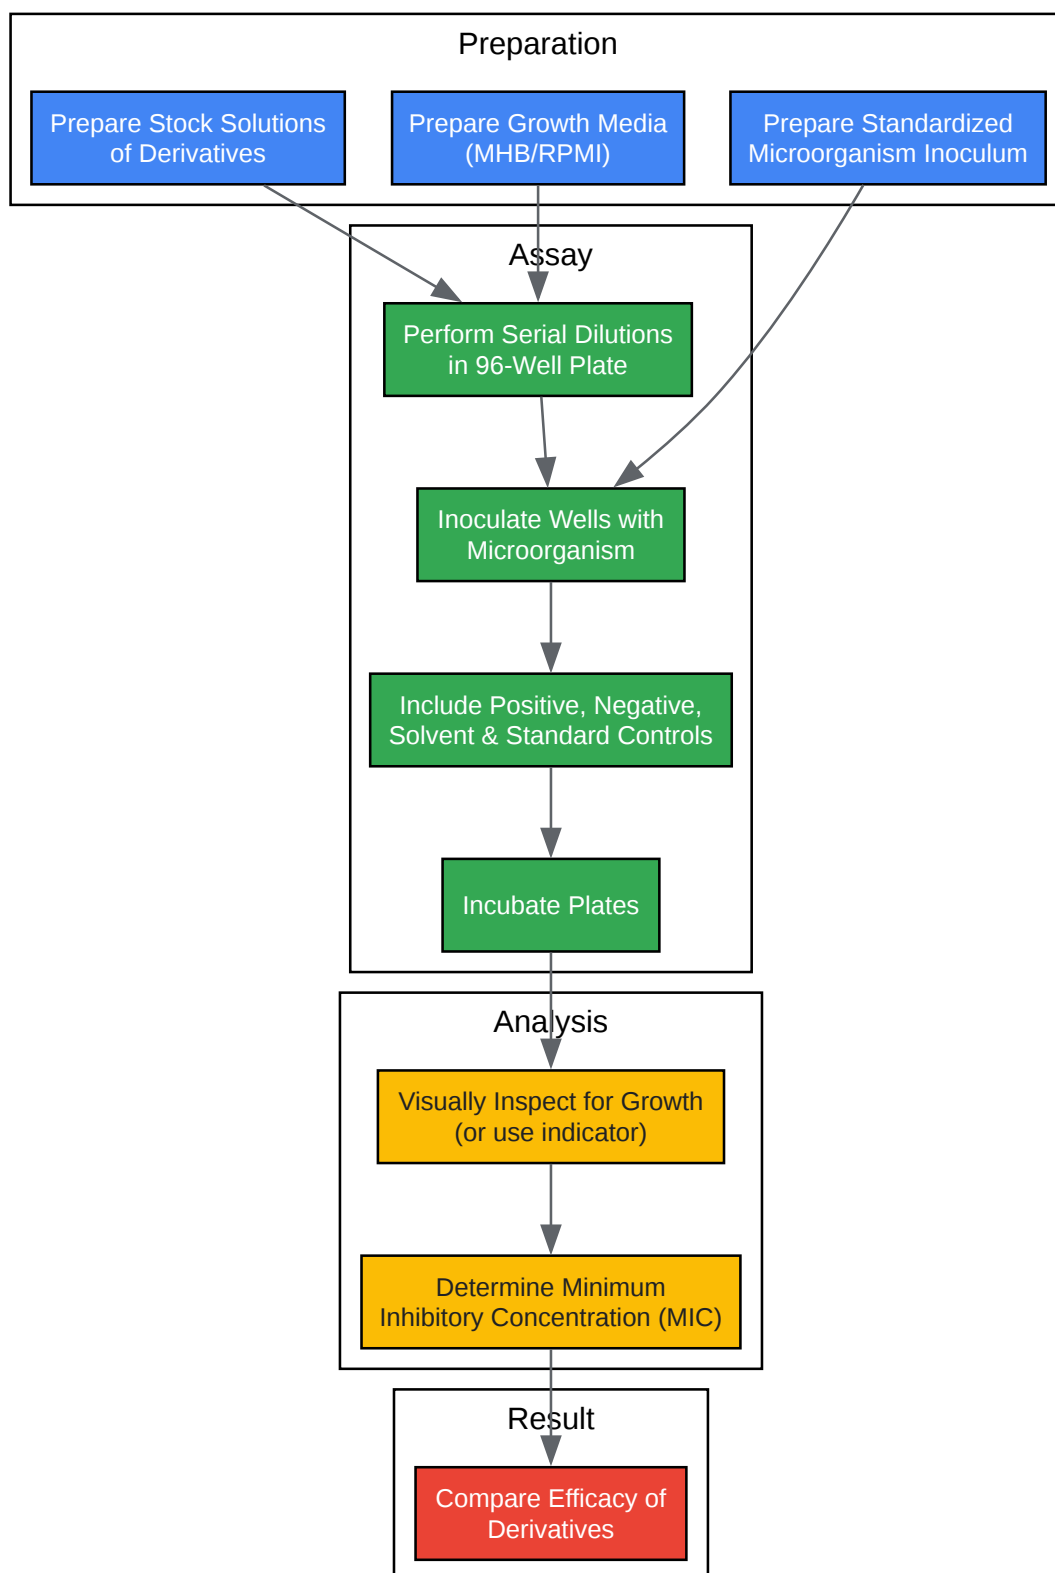 Preparation
Prepare Stock Solutions
of Derivatives
Prepare Growth Media
(MHB/RPMI)
Prepare Standardized
Microorganism Inoculum
Assay
Perform Serial Dilutions
in 96-Well Plate
Inoculate Wells with
Microorganism
Include Positive, Negative,
Solvent & Standard Controls
Incubate Plates
Analysis
Visually Inspect for Growth
(or use indicator)
Determine Minimum
Inhibitory Concentration (MIC)
Result
Compare Efficacy of
Derivatives